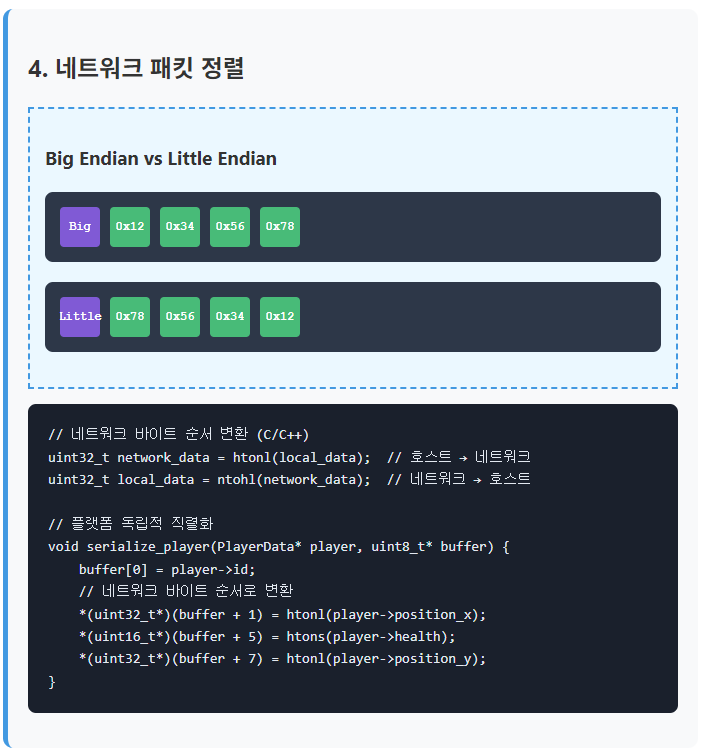 4. 네트워크 패킷 정렬
Big Endian vs Little Endian
Big 0x12 0x34 0x56 0x78
Little 0x78 0x56 0x34 0x12
// 네트워크 바이트 순서 변환 (C/C++)
uint32_t network_data = htonl(local_data);  // 호스트 → 네트워크
uint32_t local_data = ntohl(network_data);  // 네트워크 → 호스트
// 플랫폼 독립적 직렬화
void serialize_player(PlayerData* player, uint8_t* buffer) {
    buffer[0] = player->id;
    // 네트워크 바이트 순서로 변환
    *(uint32_t*)(buffer + 1) = htonl(player->position_x);
    *(uint16_t*)(buffer + 5) = htons(player->health);
    *(uint32_t*)(buffer + 7) = htonl(player->position_y);
}